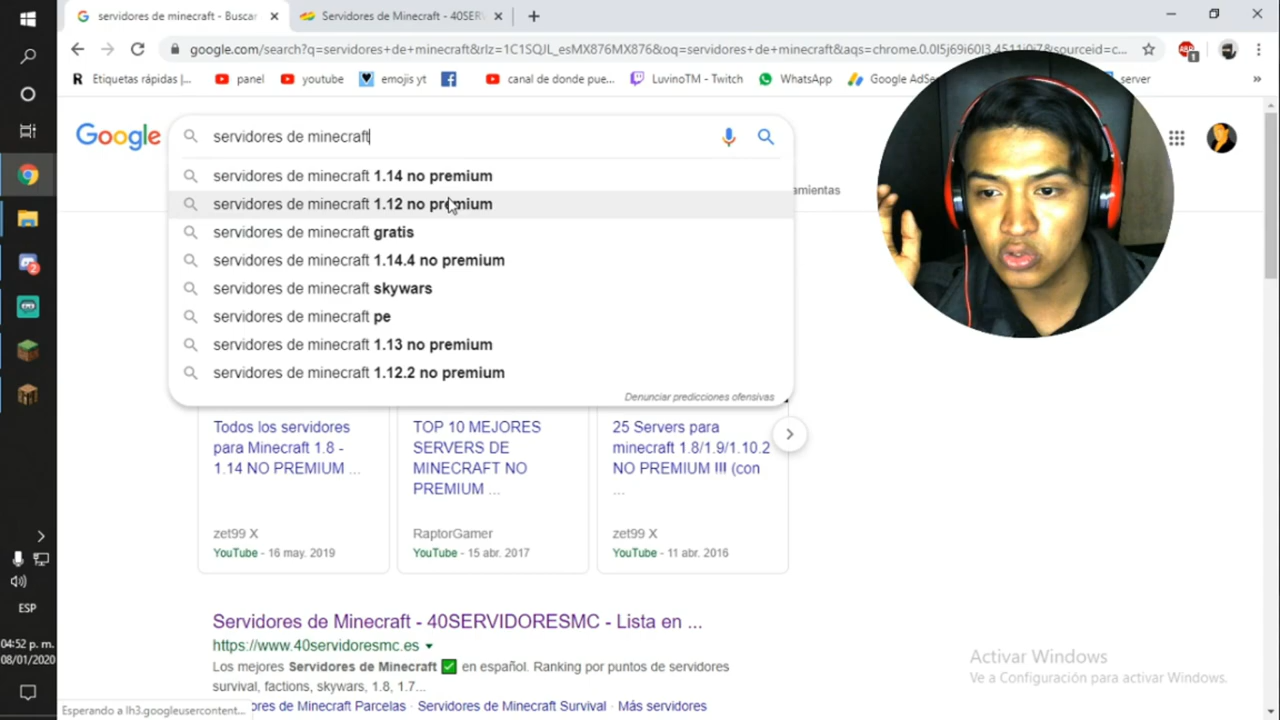 servidores de minecraft - Buscar
Servidores de Minecraft - 40SER
google.com/search?q=servidores+de+minecraft&rlz=1C1SQJL_esMX876MX876&oq=servidores+de+minecraft&aqs=chrome.0.0l5j69i60l3.4511j0j7&sourceid=c...
Etiquetas rápidas |...
panel
youtube
emojis yt
canal de donde pue...
LuvinoTM - Twitch
WhatsApp
Google AdSe
server
»
ABP
1
Google
servidores de minecraft
servidores de minecraft 1.14 no premium
servidores de minecraft 1.12 no premium
servidores de minecraft gratis
servidores de minecraft 1.14.4 no premium
servidores de minecraft skywars
servidores de minecraft pe
servidores de minecraft 1.13 no premium
servidores de minecraft 1.12.2 no premium
Denunciar predicciones ofensivas
amientas
Todos los servidores
para Minecraft 1.8 -
1.14 NO PREMIUM ...
zet99 X
YouTube - 16 may. 2019
TOP 10 MEJORES
SERVERS DE
MINECRAFT NO
PREMIUM ...
RaptorGamer
YouTube - 15 abr. 2017
25 Servers para
minecraft 1.8/1.9/1.10.2
NO PREMIUM !!! (con
...
zet99 X
YouTube - 11 abr. 2016
Servidores de Minecraft - 40SERVIDORESMC - Lista en ...
https://www.40servidoresmc.es
Los mejores Servidores de Minecraft ✅ en español. Ranking por puntos de servidores
survival, factions, skywars, 1.8, 1.7...
ores de Minecraft Parcelas · Servidores de Minecraft Survival · Más servidores
Esperando a lh3.googleusercontent...
Activar Windows
Ve a Configuración para activar Windows.
2
ESP
04:52 p. m.
08/01/2020